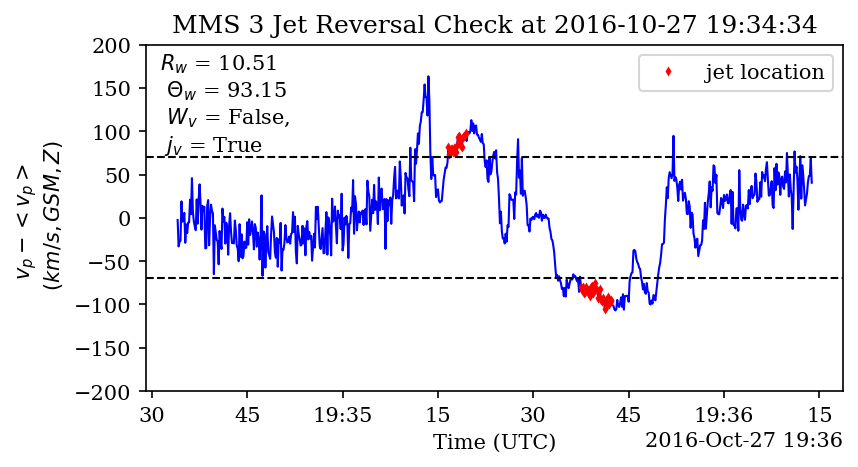 MMS 3 Jet Reversal Check at 2016-10-27 19:34:34
R_w = 10.51
Θ_w = 93.15
W_v = False,
j_v = True
jet location
v_p − < v_p >
(km/s, GSM, Z)
200
150
100
50
0
−50
−100
−150
−200
30 45 19:35 15 30 45 19:36 15
Time (UTC)
2016-Oct-27 19:36